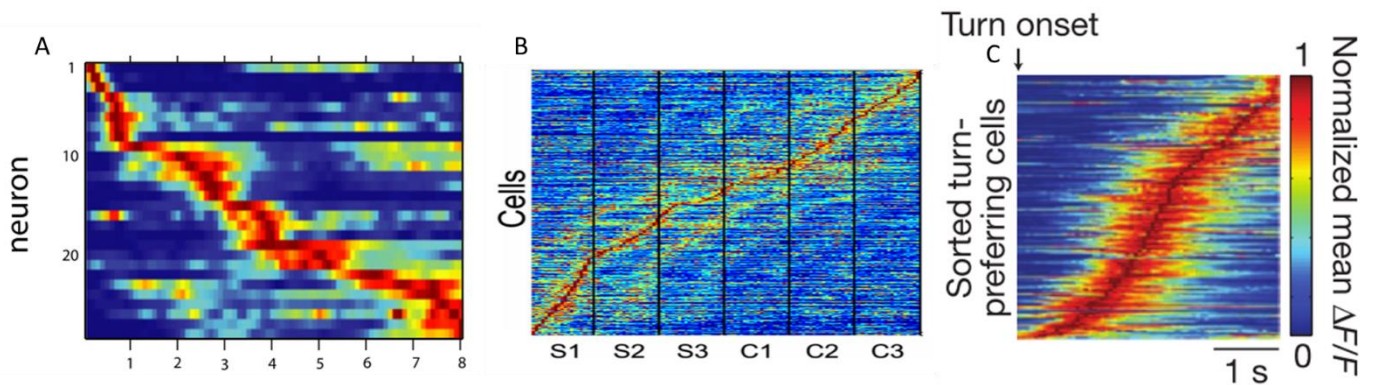 A
neuron
1
10
20
1 2 3 4 5 6 7 8
B
Cells
S1 S2 S3 C1 C2 C3
Turn onset
C
Sorted turn-
preferring cells
1 s
1
0
Normalized mean ΔF/F